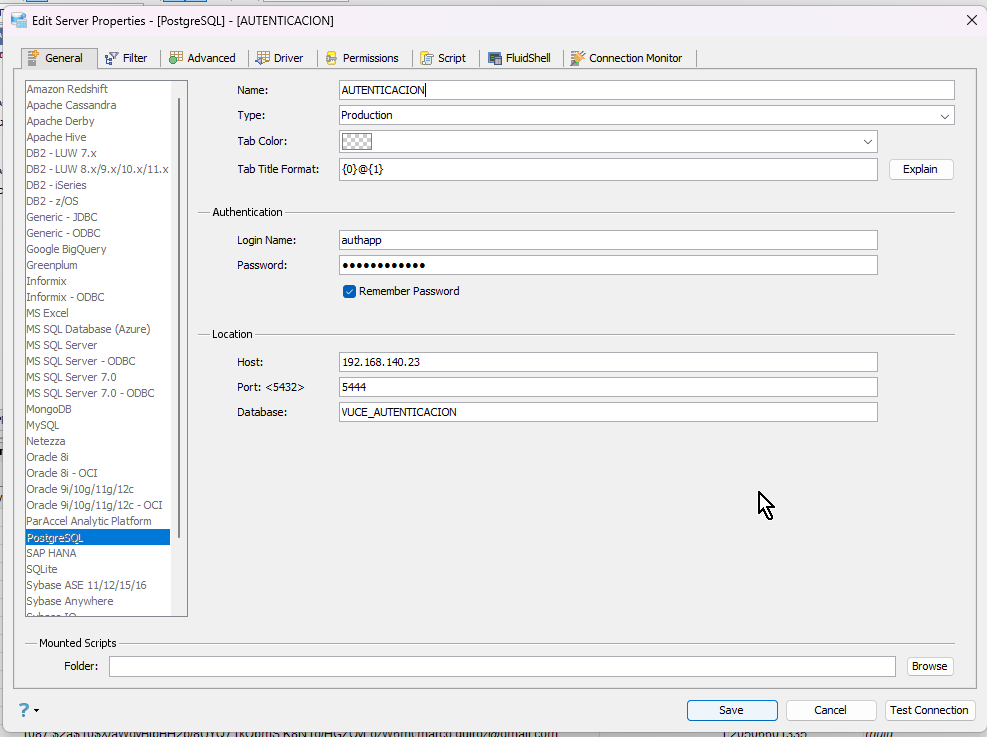 Edit Server Properties - [PostgreSQL] - [AUTENTICACION]
General Filter Advanced Driver Permissions Script FluidShell Connection Monitor
Amazon Redshift
Apache Cassandra
Apache Derby
Apache Hive
DB2 - LUW 7.x
DB2 - LUW 8.x/9.x/10.x/11.x
DB2 - iSeries
DB2 - z/OS
Generic - JDBC
Generic - ODBC
Google BigQuery
Greenplum
Informix
Informix - ODBC
MS Excel
MS SQL Database (Azure)
MS SQL Server
MS SQL Server - ODBC
MS SQL Server 7.0
MS SQL Server 7.0 - ODBC
MongoDB
MySQL
Netezza
Oracle 8i
Oracle 8i - OCI
Oracle 9i/10g/11g/12c
Oracle 9i/10g/11g/12c - OCI
ParAccel Analytic Platform
PostgreSQL
SAP HANA
SQLite
Sybase ASE 11/12/15/16
Sybase Anywhere
Sybase IQ
Name: AUTENTICACION
Type: Production
Tab Color:
Tab Title Format: {0}@{1} Explain
Authentication
Login Name: authapp
Password: ●●●●●●●●●●●●
Remember Password
Location
Host: 192.168.140.23
Port: <5432> 5444
Database: VUCE_AUTENTICACION
Mounted Scripts
Folder: Browse
? Save Cancel Test Connection